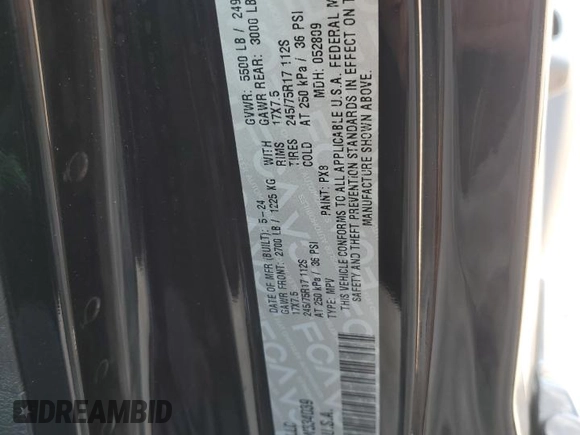 DATE OF MFR (BUILT): 5-24 GVWR: 5500 LB / 249
GAWR FRONT: 2700 LB / 1225 KG WITH GAWR REAR: 3000 LB
17X7.5 RIMS 17X7.5
245/75R17 112S TIRES 245/75R17 112S
AT 250 kPa / 36 PSI COLD AT 250 kPa / 36 PSI
TYPE: MPV PAINT: PX8 MDH: 052809
THIS VEHICLE CONFORMS TO ALL APPLICABLE U.S.A. FEDERAL M
SAFETY AND THEFT PREVENTION STANDARDS IN EFFECT ON T
MANUFACTURE SHOWN ABOVE.
LLC
U.S.A.
DREAMBID